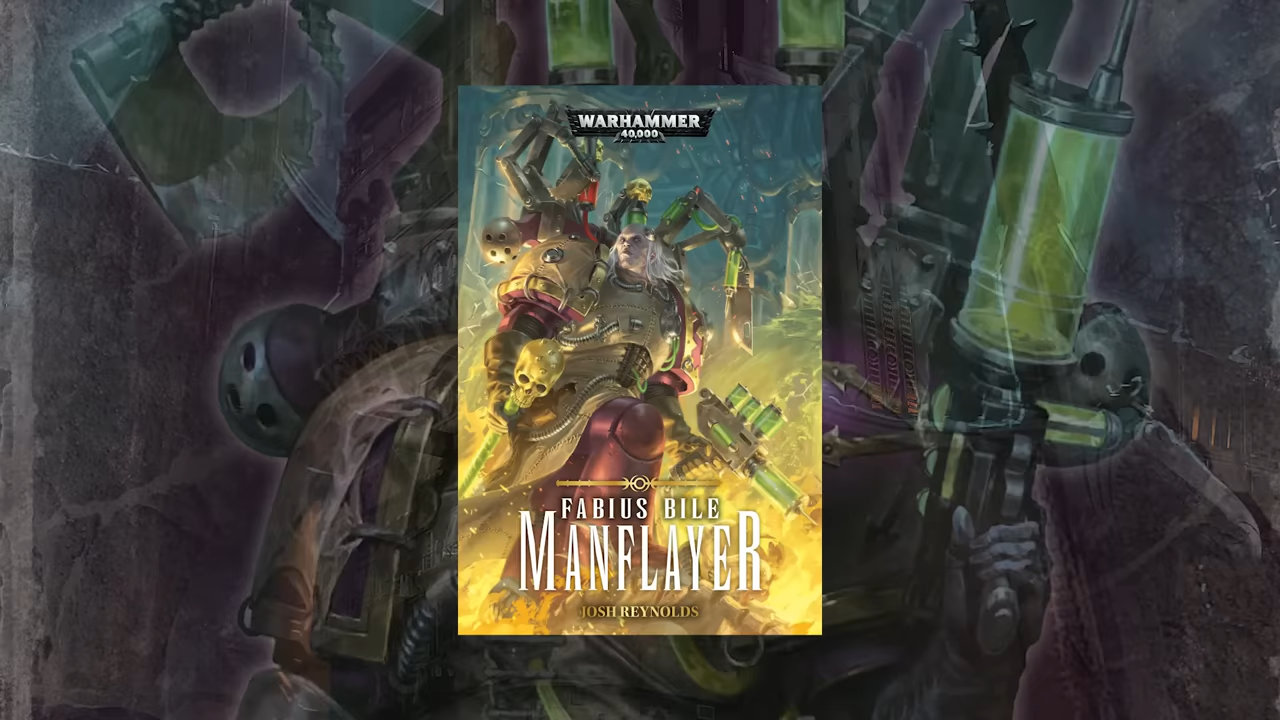 WARHAMMER
40,000
FABIUS BILE
MANFLAYER
JOSH REYNOLDS